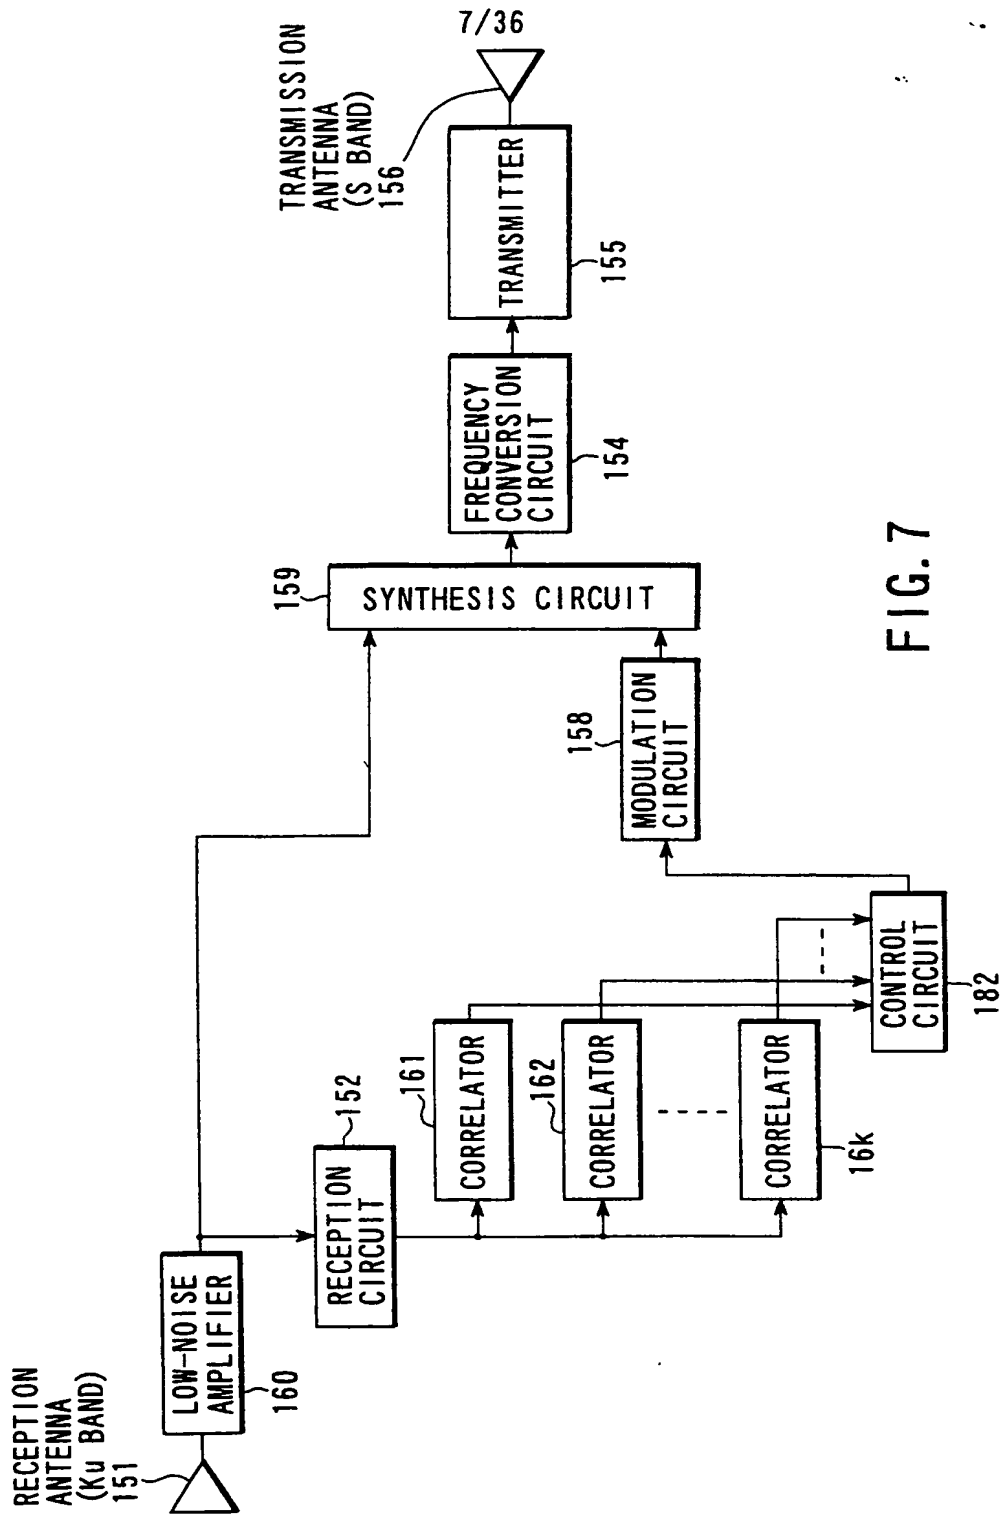 7/36
RECEPTION
ANTENNA
(Ku BAND)
151
LOW-NOISE
AMPLIFIER
160
RECEPTION
CIRCUIT
152
CORRELATOR
161
CORRELATOR
162
CORRELATOR
16k
CONTROL
CIRCUIT
182
MODULATION
CIRCUIT
158
SYNTHESIS CIRCUIT
159
FREQUENCY
CONVERSION
CIRCUIT
154
TRANSMITTER
155
TRANSMISSION
ANTENNA
(S BAND)
156
FIG. 7